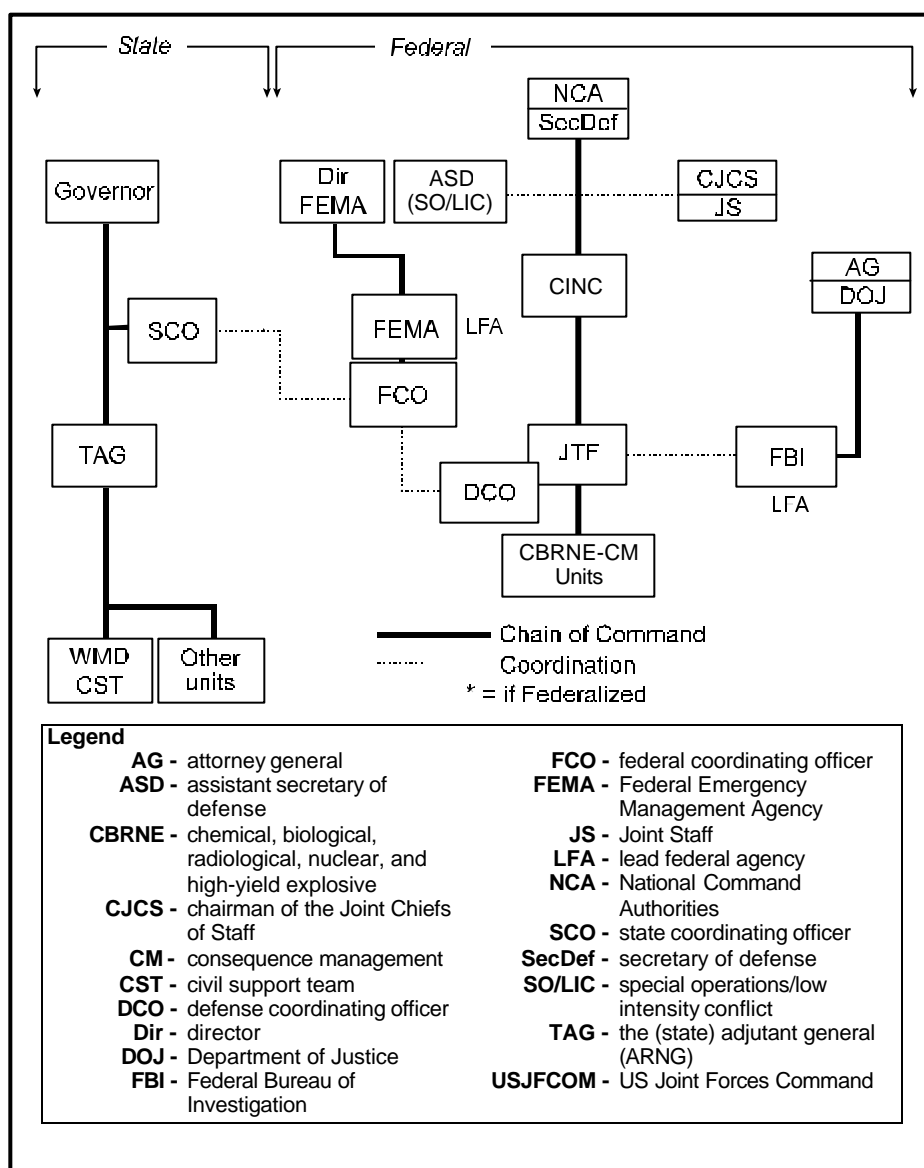 State
Federal
NCA
SecDef
Governor
Dir
FEMA
ASD
(SO/LIC)
CJCS
JS
CINC
AG
DOJ
SCO
FEMA
LFA
FCO
TAG
JTF
FBI
DCO
LFA
CBRNE-CM
Units
WMD
CST
Other
units
Chain of Command
Coordination
* = if Federalized
Legend
AG - attorney general
ASD - assistant secretary of
defense
CBRNE - chemical, biological,
radiological, nuclear, and
high-yield explosive
CJCS - chairman of the Joint Chiefs
of Staff
CM - consequence management
CST - civil support team
DCO - defense coordinating officer
Dir - director
DOJ - Department of Justice
FBI - Federal Bureau of
Investigation
FCO - federal coordinating officer
FEMA - Federal Emergency
Management Agency
JS - Joint Staff
LFA - lead federal agency
NCA - National Command
Authorities
SCO - state coordinating officer
SecDef - secretary of defense
SO/LIC - special operations/low
intensity conflict
TAG - the (state) adjutant general
(ARNG)
USJFCOM - US Joint Forces Command